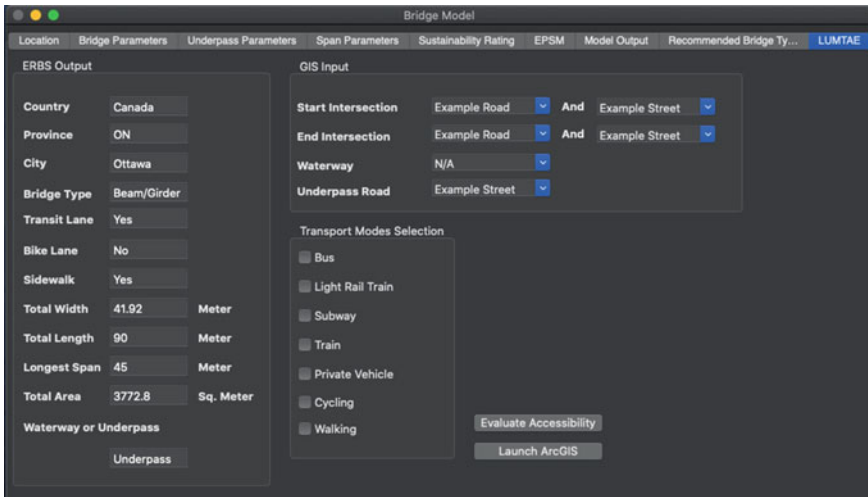 Bridge Model
Location Bridge Parameters Underpass Parameters Span Parameters Sustainability Rating EPSM Model Output Recommended Bridge Ty... LUMTAE
ERBS Output
Country Canada
Province ON
City Ottawa
Bridge Type Beam/Girder
Transit Lane Yes
Bike Lane No
Sidewalk Yes
Total Width 41.92 Meter
Total Length 90 Meter
Longest Span 45 Meter
Total Area 3772.8 Sq. Meter
Waterway or Underpass
Underpass
GIS Input
Start Intersection Example Road And Example Street
End Intersection Example Road And Example Street
Waterway N/A
Underpass Road Example Street
Transport Modes Selection
Bus
Light Rail Train
Subway
Train
Private Vehicle
Cycling
Walking
Evaluate Accessibility
Launch ArcGIS